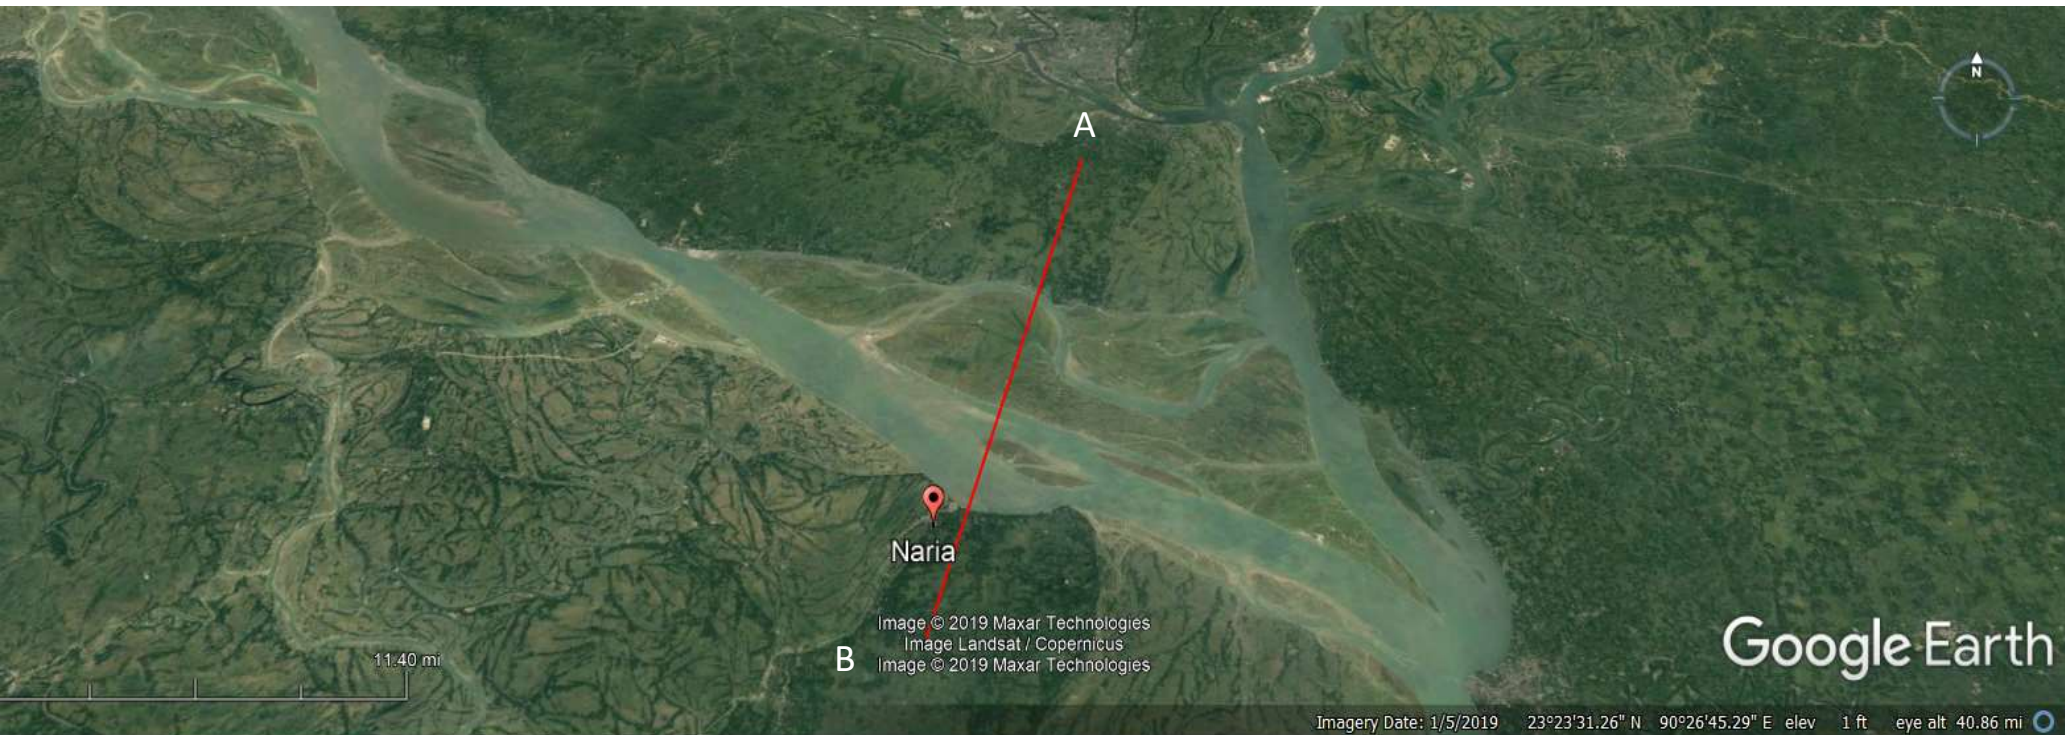 N
A
Naria
Image © 2019 Maxar Technologies
Image Landsat / Copernicus
B
Image © 2019 Maxar Technologies
11.40 mi
Google Earth
Imagery Date: 1/5/2019 23°23'31.26" N 90°26'45.29" E elev 1 ft eye alt 40.86 mi